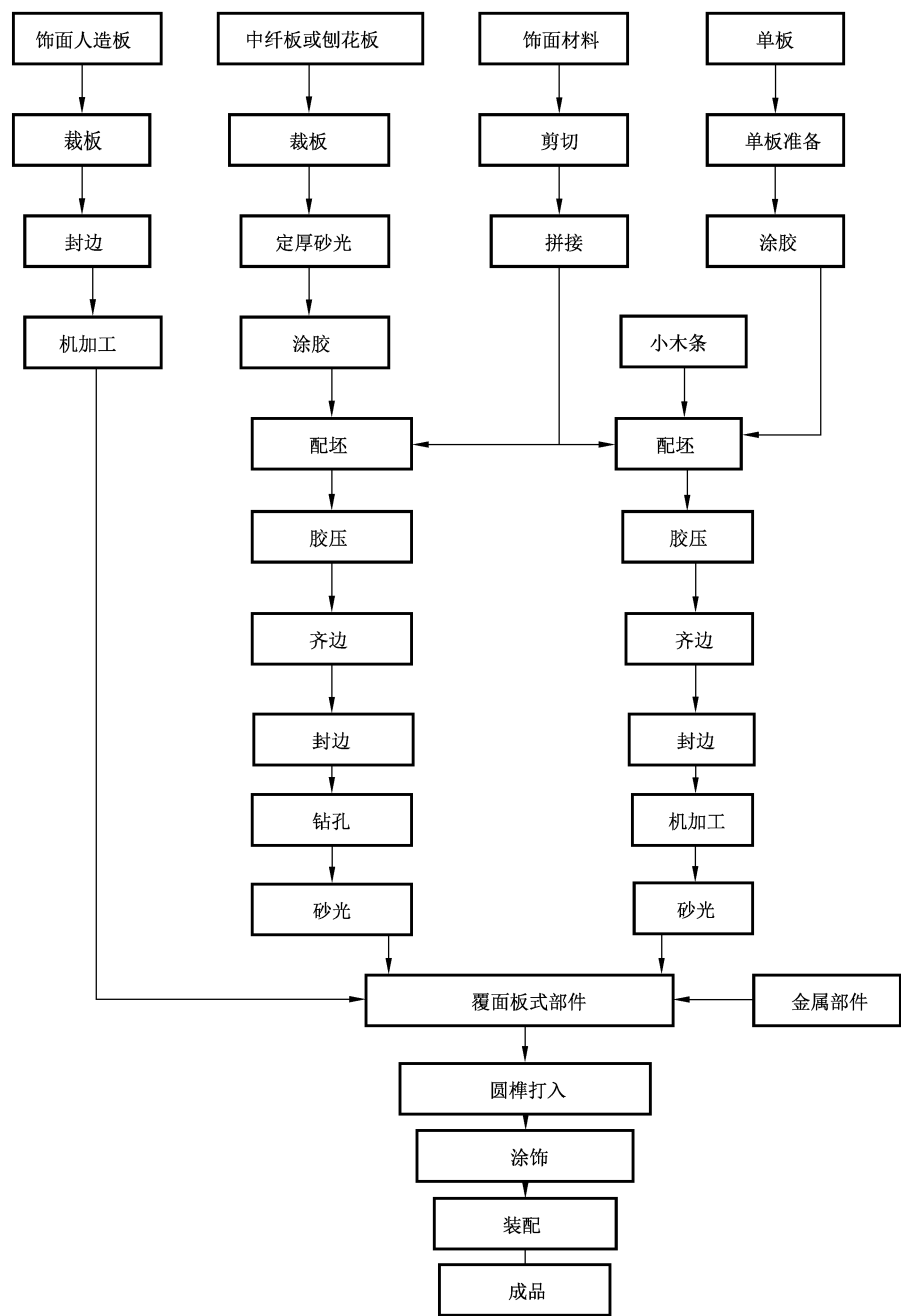 饰面人造板
中纤板或刨花板
饰面材料
单板
裁板
裁板
剪切
单板准备
封边
定厚砂光
拼接
涂胶
机加工
涂胶
小木条
配坯
配坯
胶压
胶压
齐边
齐边
封边
封边
钻孔
机加工
砂光
砂光
覆面板式部件
金属部件
圆榫打入
涂饰
装配
成品